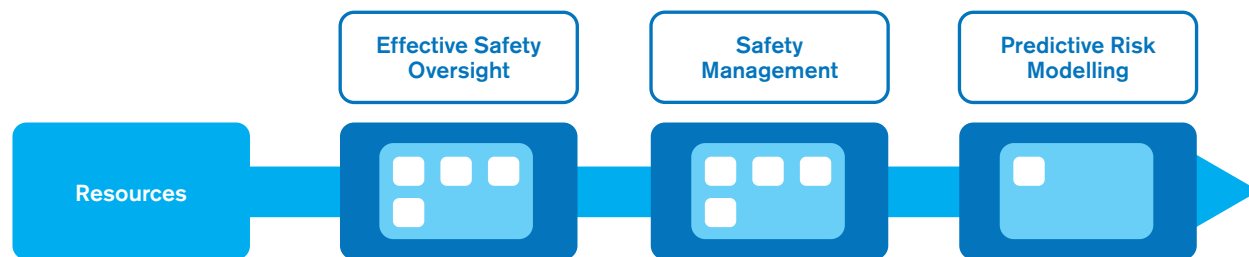 Effective Safety
Oversight
Safety
Management
Predictive Risk
Modelling
Resources